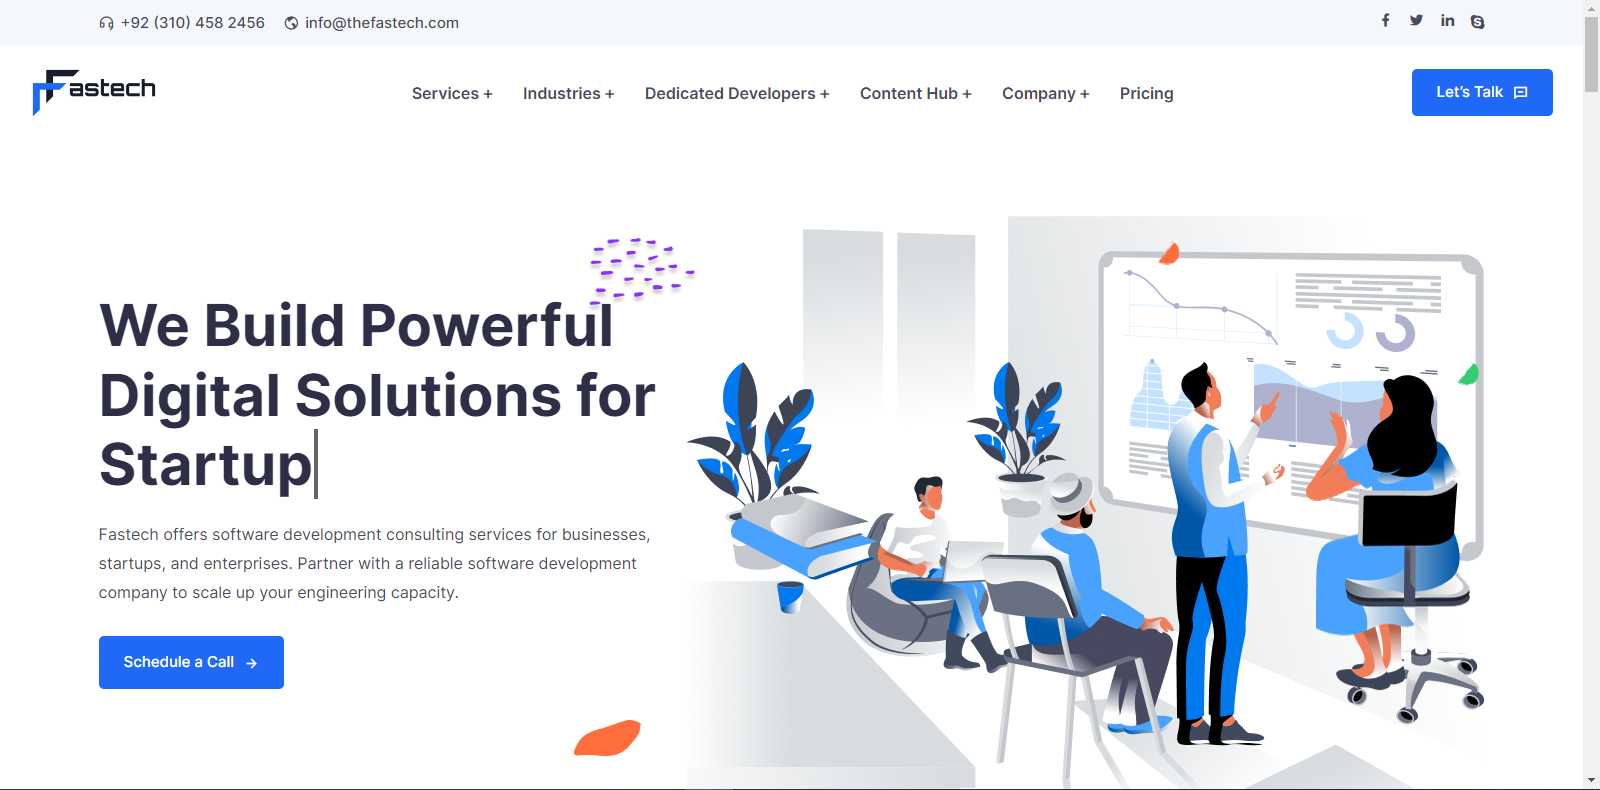 +92 (310) 458 2456 info@thefastech.com
Fastech
Services + Industries + Dedicated Developers + Content Hub + Company + Pricing
Let's Talk
We Build Powerful
Digital Solutions for
Startup
Fastech offers software development consulting services for businesses,
startups, and enterprises. Partner with a reliable software development
company to scale up your engineering capacity.
Schedule a Call